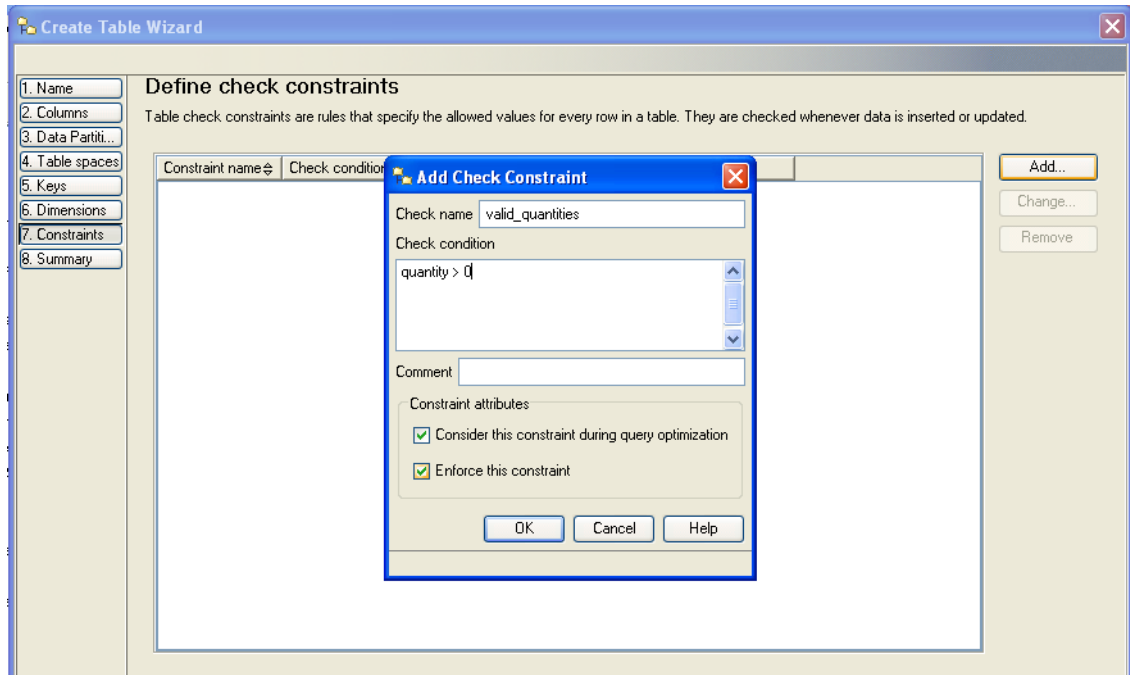 Create Table Wizard
1. Name
2. Columns
3. Data Partiti...
4. Table spaces
5. Keys
6. Dimensions
7. Constraints
8. Summary
Define check constraints
Table check constraints are rules that specify the allowed values for every row in a table. They are checked whenever data is inserted or updated.
Constraint name Check condition
Add...
Change...
Remove
Add Check Constraint
Check name valid_quantities
Check condition
quantity > 0
Comment
Constraint attributes
Consider this constraint during query optimization
Enforce this constraint
OK Cancel Help